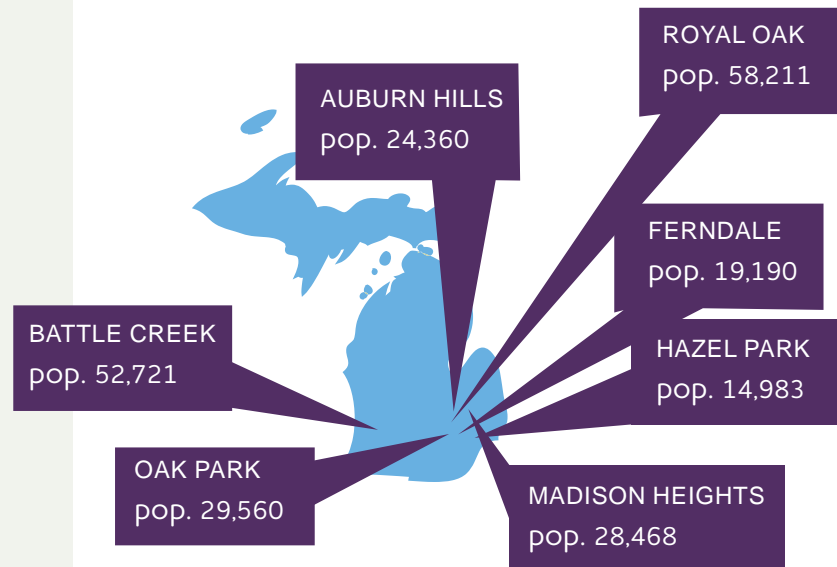 ROYAL OAK
pop. 58,211
AUBURN HILLS
pop. 24,360
FERNDALE
pop. 19,190
BATTLE CREEK
pop. 52,721
HAZEL PARK
pop. 14,983
OAK PARK
pop. 29,560
MADISON HEIGHTS
pop. 28,468